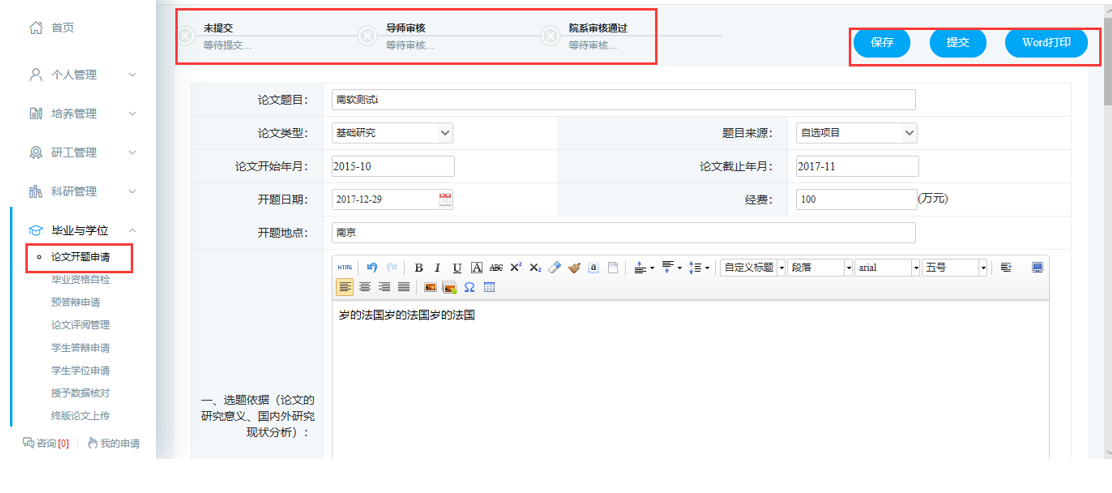 首页
个人管理
培养管理
研工管理
科研管理
毕业与学位
论文开题申请
毕业资格自检
预答辩申请
论文评阅管理
学生答辩申请
学生学位申请
授予数据核对
终版论文上传
咨询[0] 我的申请
未提交 导师审核 院系审核通过
等待提交... 等待审核... 等待审核...
保存 提交 Word打印
论文题目： 南软测试i
论文类型： 基础研究 题目来源： 自选项目
论文开始年月： 2015-10 论文截止年月： 2017-11
开题日期： 2017-12-29 经费： 100 (万元)
开题地点： 南京
HTML B I U A ABC X² X₂ a 自定义标题 段落 arial 五号
Ω
岁的法国岁的法国岁的法国
一、选题依据（论文的
研究意义、国内外研究
现状分析）：